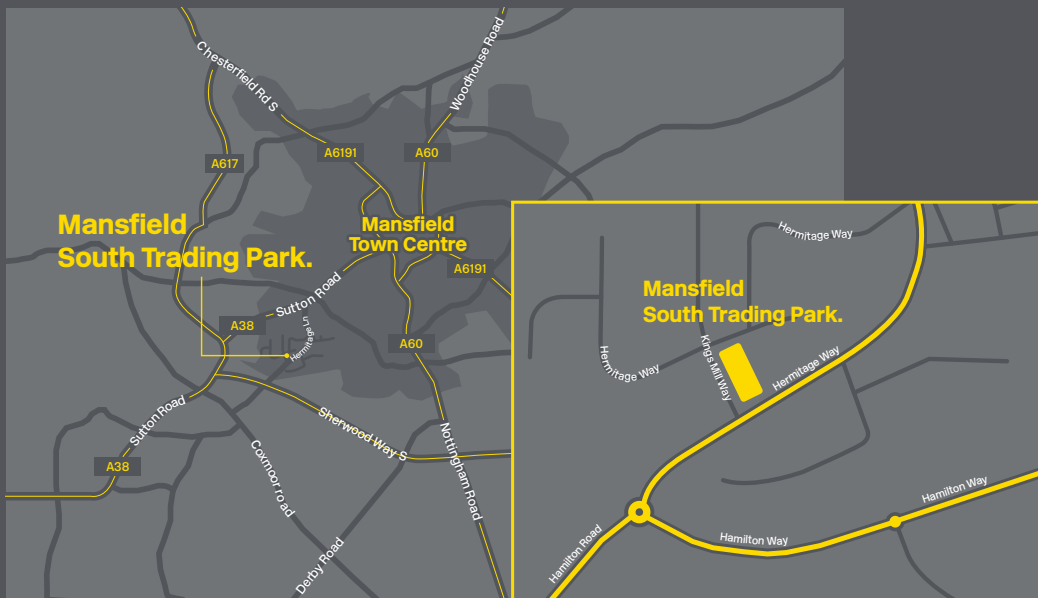 Chesterfield Rd S
Woodhouse Road
A6191
A60
A617
Mansfield
South Trading Park.
Mansfield
Town Centre
A6191
Sutton Road
A38
Hermitage Ln
A60
Sutton Road
Sherwood Way S
A38
Coxmoor road
Nottingham Road
Derby Road
Hermitage Way
Mansfield
South Trading Park.
Kings Mill Way
Hermitage Way
Hermitage Way
Hamilton Way
Hamilton Way
Hamilton Road